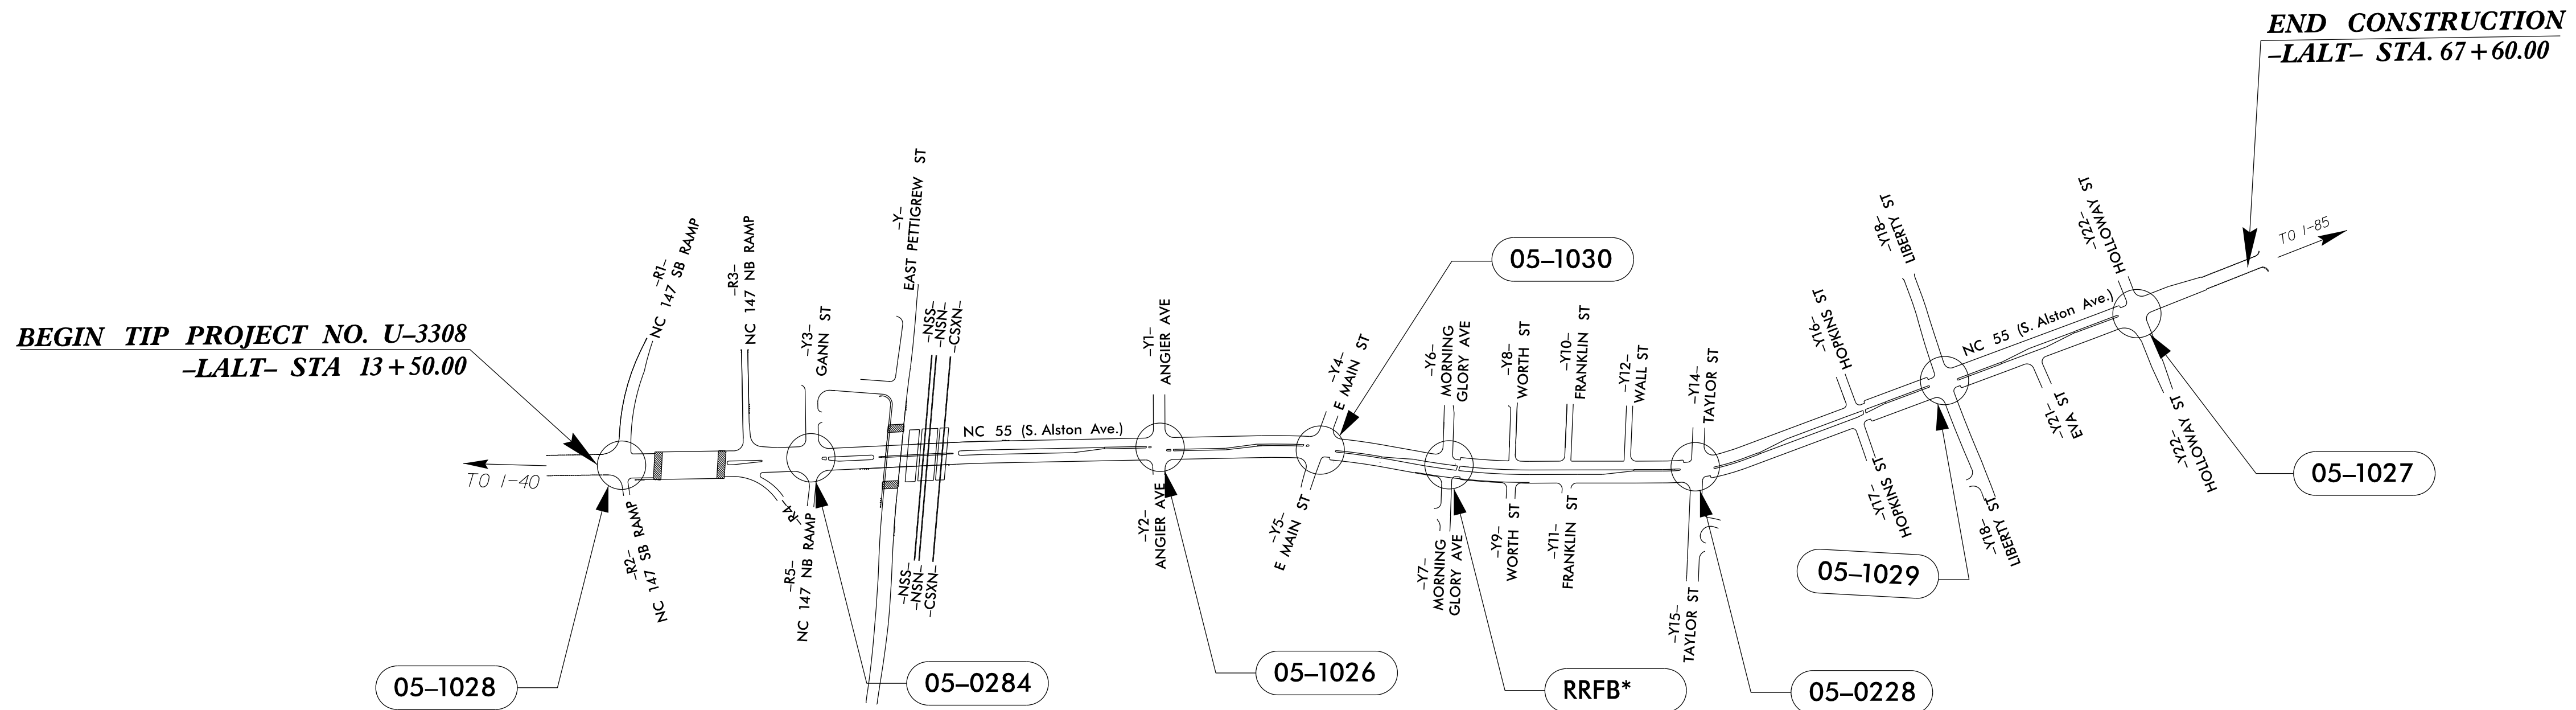 END CONSTRUCTION
–LALT– STA. 67+60.00
BEGIN TIP PROJECT NO. U–3308
–LALT– STA 13+50.00
TO I-40
TO I-85
–R1–
NC 147 SB RAMP
–R3–
NC 147 NB RAMP
–Y3–
GANN ST
–Y–
EAST PETTIGREW ST
–NSS–
–NSN–
–CSXN–
NC 55 (S. Alston Ave.)
–Y1–
ANGIER AVE
–Y4–
E MAIN ST
05–1030
–Y6–
MORNING
GLORY AVE
–Y8–
WORTH ST
–Y10–
FRANKLIN ST
–Y12–
WALL ST
–Y14–
TAYLOR ST
–Y16–
HOPKINS ST
–Y18–
LIBERTY ST
NC 55 (S. Alston Ave.)
–Y22–
HOLLOWAY ST
–R2–
NC 147 SB RAMP
–R4–
–R5–
NC 147 NB RAMP
–NSS–
–NSN–
–CSXN–
–Y2–
ANGIER AVE
–Y5–
E MAIN ST
–Y7–
MORNING
GLORY AVE
–Y9–
WORTH ST
–Y11–
FRANKLIN ST
–Y15–
TAYLOR ST
–Y17–
HOPKINS ST
–Y18–
LIBERTY ST
–Y21–
EVA ST
–Y22–
HOLLOWAY ST
05–1027
05–1029
05–1028
05–0284
05–1026
RRFB*
05–0228